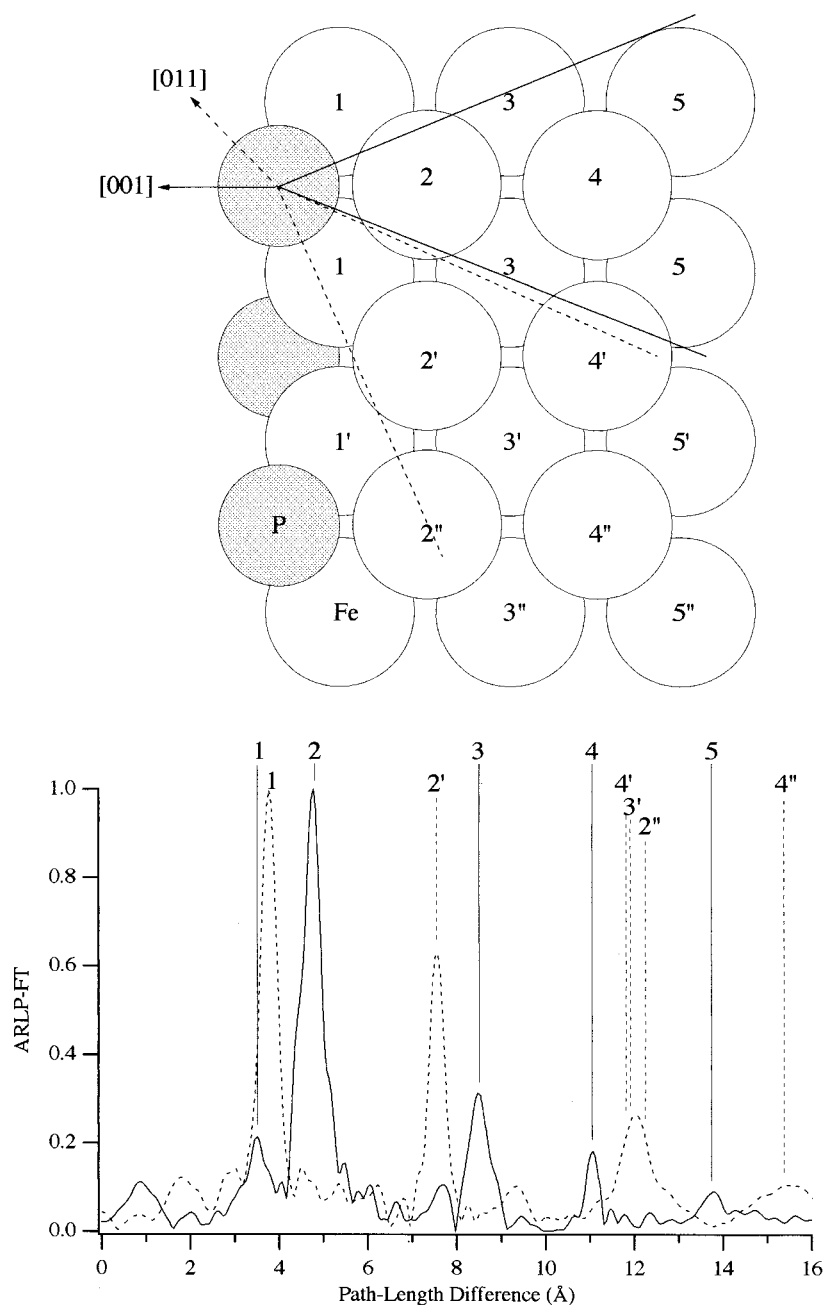 1 3 5
[011]
2 4
[001]
1 3 5
2' 4'
1' 3' 5'
P 2" 4"
Fe 3" 5"
1 2 3 4 5
1 2' 4' 4"
3'
2"
1.0
0.8
0.6
0.4
0.2
0.0
ARLP-FT
0 2 4 6 8 10 12 14 16
Path-Length Difference (Å)